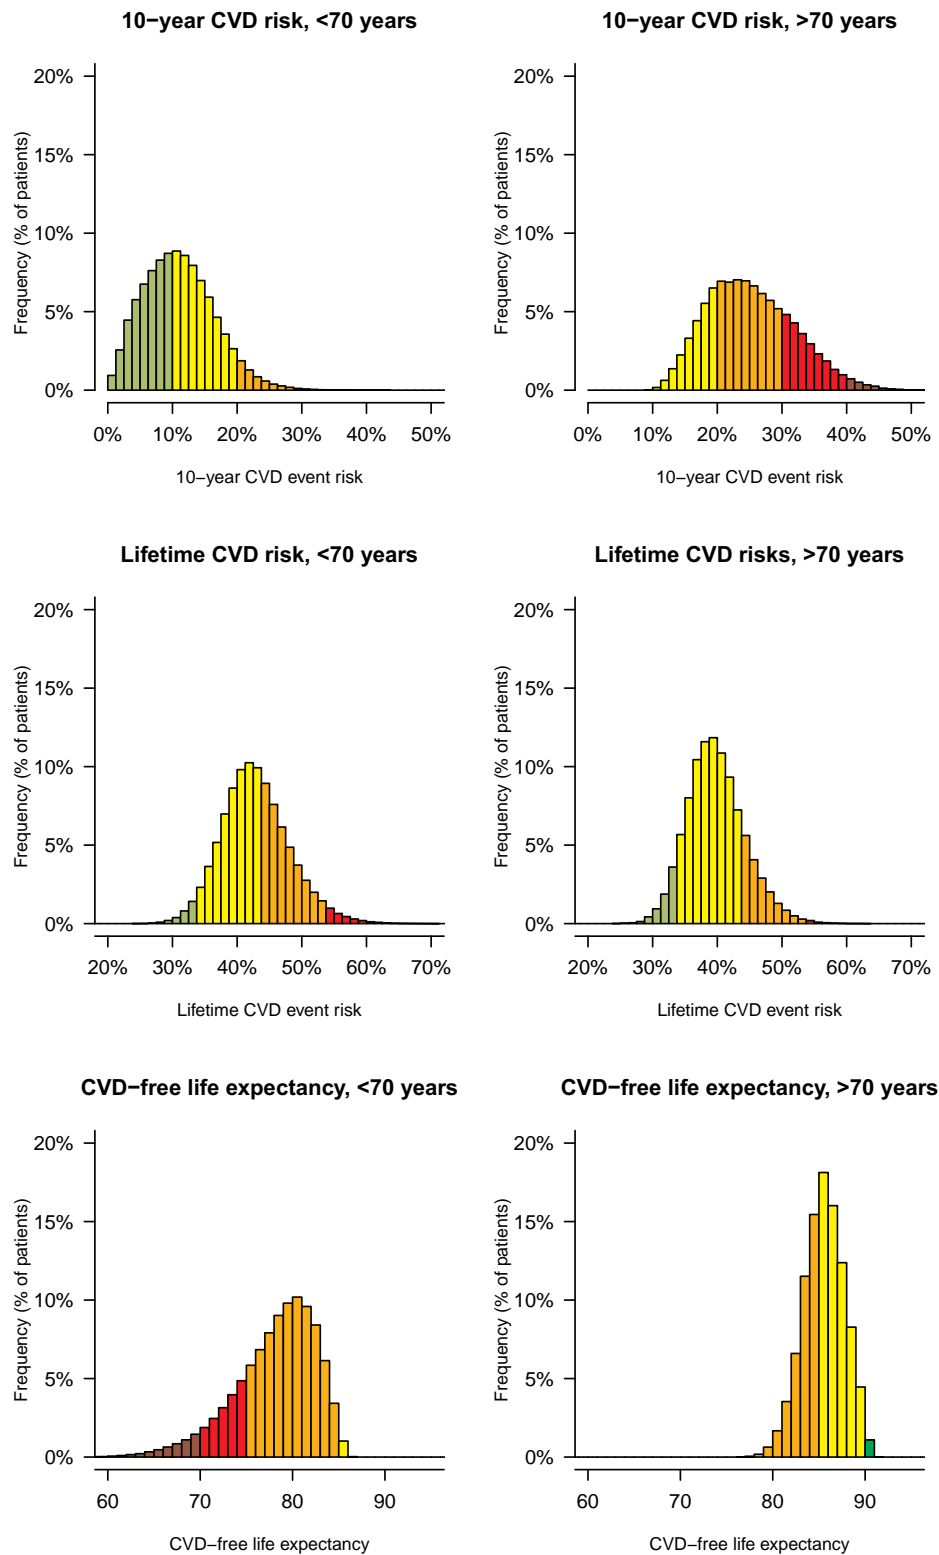 10−year CVD risk, <70 years
Frequency (% of patients)
20%
15%
10%
5%
0%
0% 10% 20% 30% 40% 50%
10−year CVD event risk
10−year CVD risk, >70 years
Frequency (% of patients)
20%
15%
10%
5%
0%
0% 10% 20% 30% 40% 50%
10−year CVD event risk
Lifetime CVD risk, <70 years
Frequency (% of patients)
20%
15%
10%
5%
0%
20% 30% 40% 50% 60% 70%
Lifetime CVD event risk
Lifetime CVD risks, >70 years
Frequency (% of patients)
20%
15%
10%
5%
0%
20% 30% 40% 50% 60% 70%
Lifetime CVD event risk
CVD−free life expectancy, <70 years
Frequency (% of patients)
20%
15%
10%
5%
0%
60 70 80 90
CVD−free life expectancy
CVD−free life expectancy, >70 years
Frequency (% of patients)
20%
15%
10%
5%
0%
60 70 80 90
CVD−free life expectancy